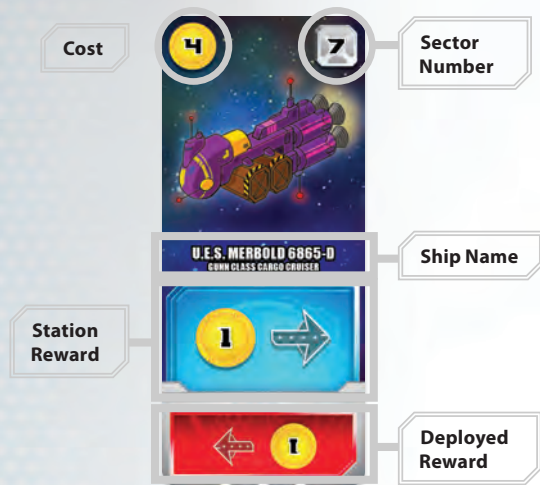 Cost
4
7
Sector
Number
U.E.S. MERBOLD 6865-D
GUNN CLASS CARGO CRUISER
Ship Name
Station
Reward
1
1
Deployed
Reward